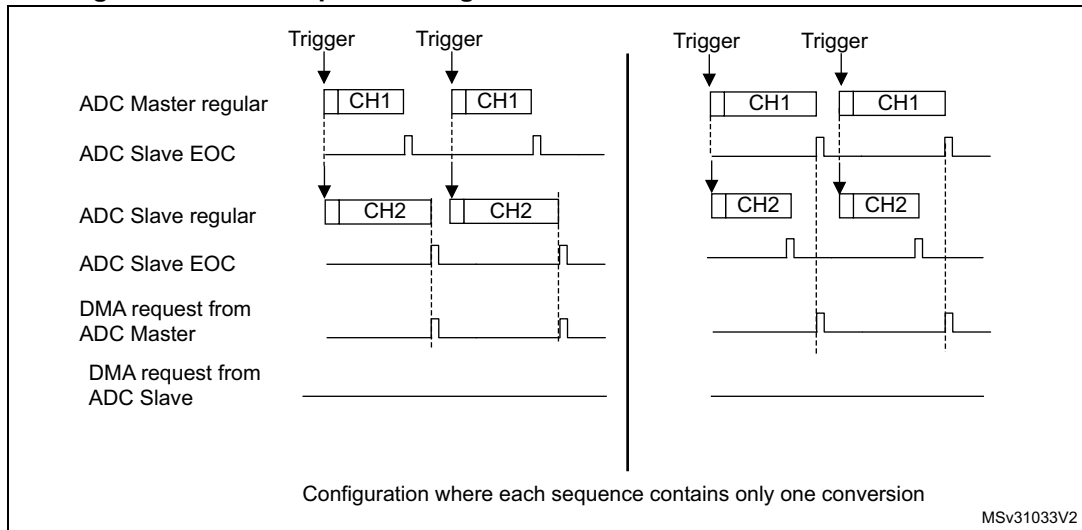 Trigger Trigger Trigger Trigger
ADC Master regular CH1 CH1 CH1 CH1
ADC Slave EOC
ADC Slave regular CH2 CH2 CH2 CH2
ADC Slave EOC
DMA request from
ADC Master
DMA request from
ADC Slave
Configuration where each sequence contains only one conversion
MSv31033V2